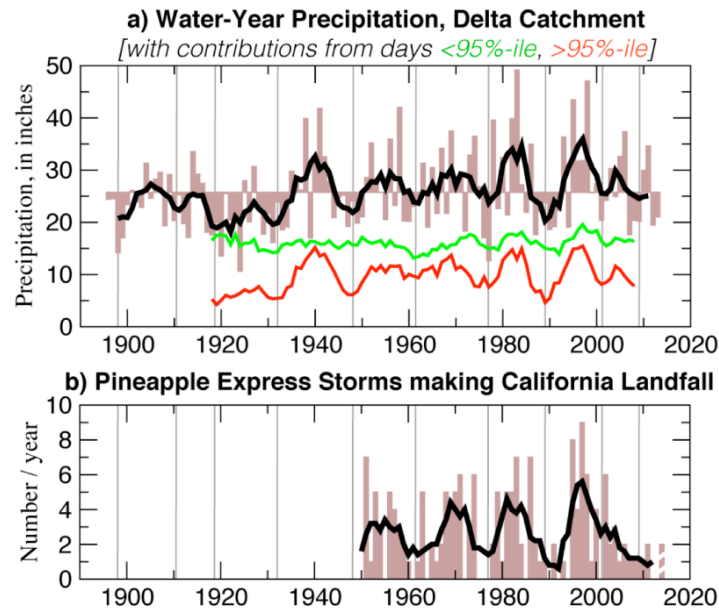 a) Water-Year Precipitation, Delta Catchment
[with contributions from days <95%-ile, >95%-ile]
Precipitation, in inches
50
40
30
20
10
0
1900 1920 1940 1960 1980 2000 2020
b) Pineapple Express Storms making California Landfall
Number / year
10
8
6
4
2
0
1900 1920 1940 1960 1980 2000 2020